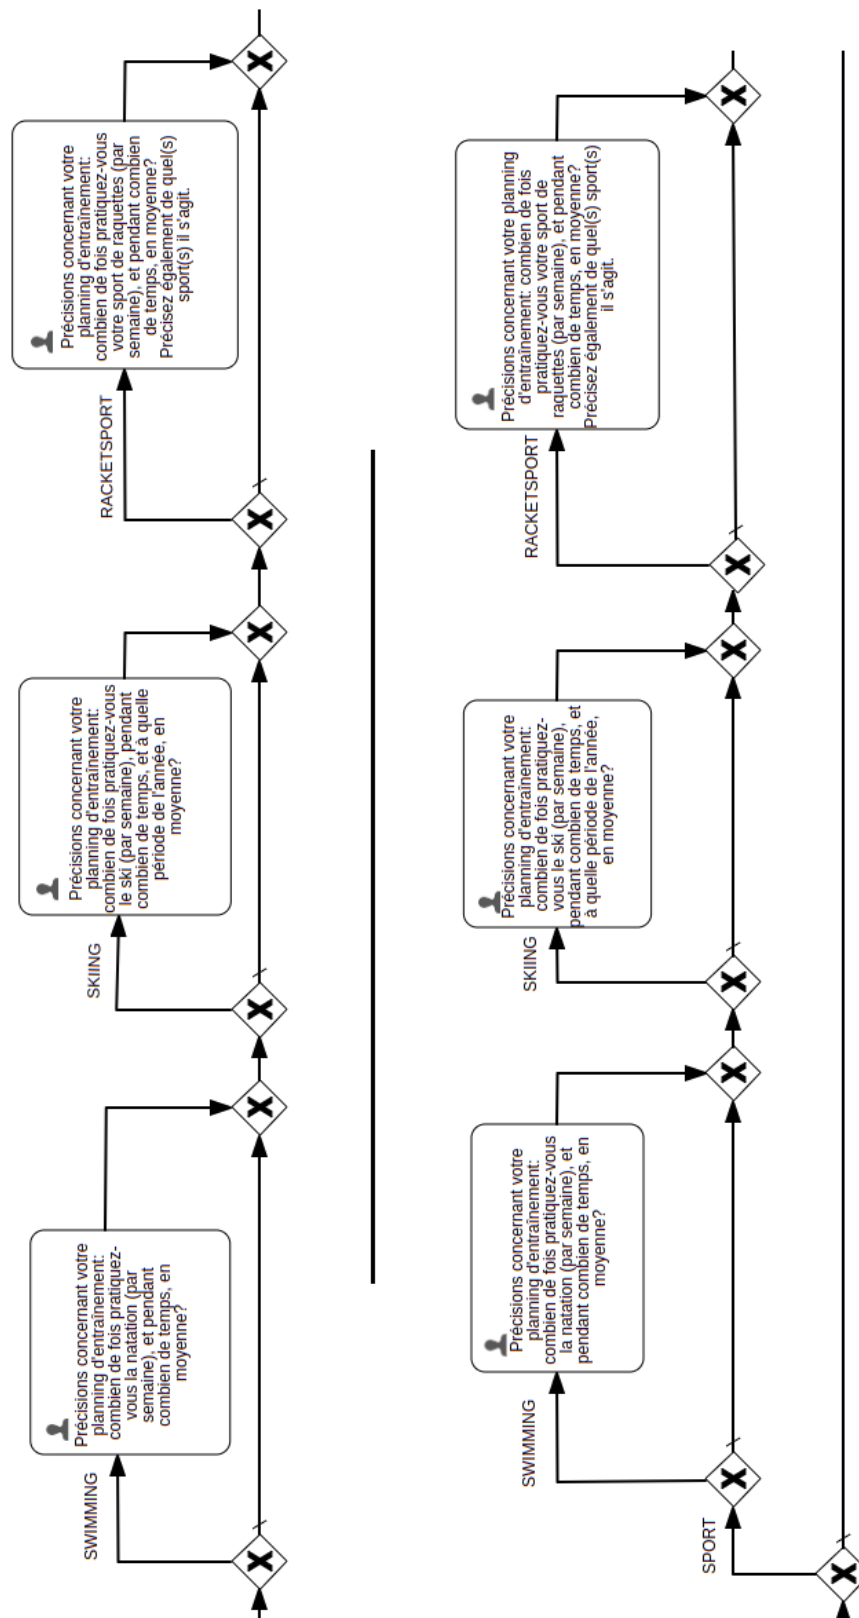 SWIMMING
Précisions concernant votre
planning d'entraînement:
combien de fois pratiquez-
vous la natation (par
semaine), et pendant
combien de temps, en
moyenne?
SKIING
Précisions concernant votre
planning d'entraînement:
combien de fois pratiquez-vous
le ski (par semaine), pendant
combien de temps, et à quelle
période de l'année, en
moyenne?
RACKETSPORT
Précisions concernant votre
planning d'entraînement:
combien de fois pratiquez-vous
votre sport de raquettes (par
semaine), et pendant combien
de temps, en moyenne?
Précisez également de quel(s)
sport(s) il s'agit.
SPORT
SWIMMING
Précisions concernant votre
planning d'entraînement:
combien de fois pratiquez-vous
la natation (par semaine), et
pendant combien de temps, en
moyenne?
SKIING
Précisions concernant votre
planning d'entraînement:
combien de fois pratiquez-
vous le ski (par semaine),
pendant combien de temps, et
à quelle période de l'année,
en moyenne?
RACKETSPORT
Précisions concernant votre planning
d'entraînement: combien de fois
pratiquez-vous votre sport de
raquettes (par semaine), et pendant
combien de temps, en moyenne?
Précisez également de quel(s) sport(s)
il s'agit.